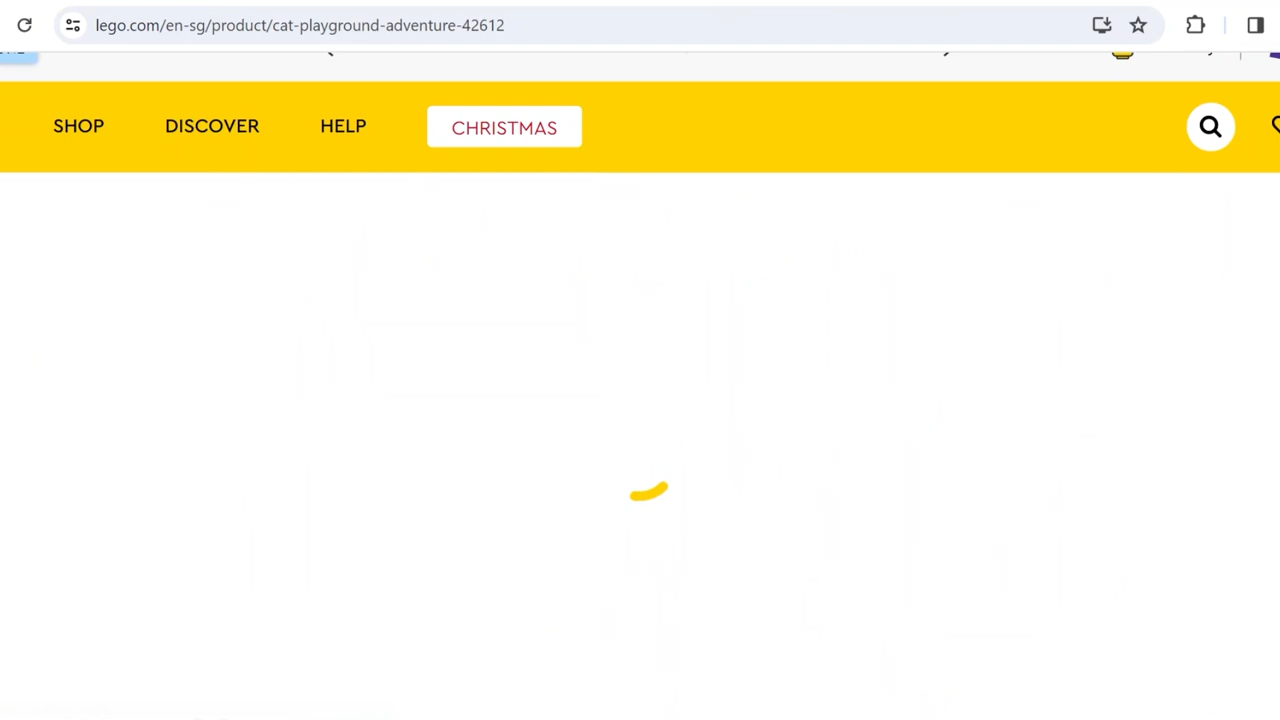 lego.com/en-sg/product/cat-playground-adventure-42612
SHOP
DISCOVER
HELP
CHRISTMAS